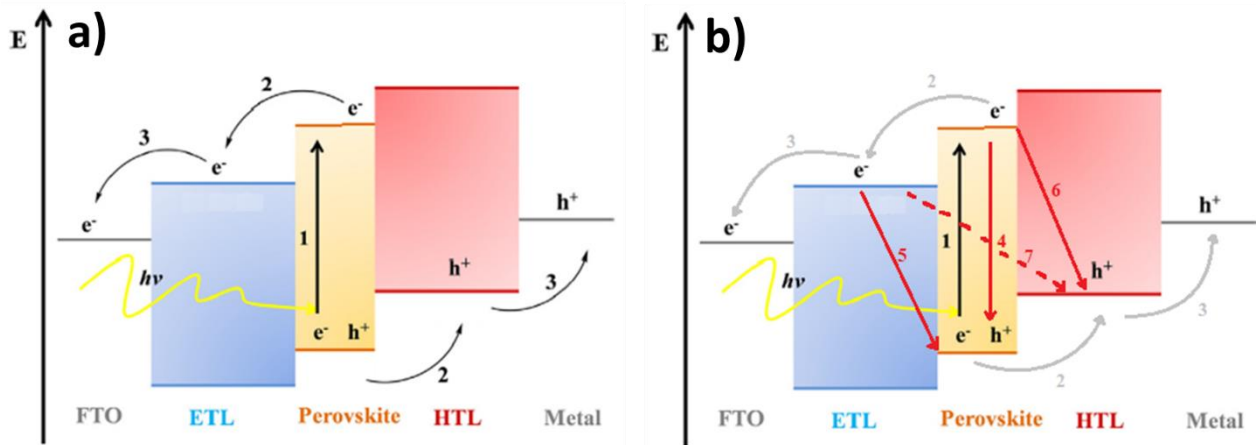 a)
E
2
e⁻
3
e⁻
e⁻
h⁺
1
hν
h⁺
3
e⁻ h⁺
2
FTO ETL Perovskite HTL Metal
b)
E
2
e⁻
3
e⁻
6
e⁻
h⁺
1
4
5
7
hν
h⁺
3
e⁻ h⁺
2
FTO ETL Perovskite HTL Metal